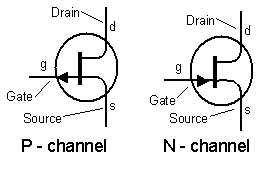 Drain
d
g
Gate
Source
s
P - channel
Drain
d
g
Gate
Source
s
N - channel